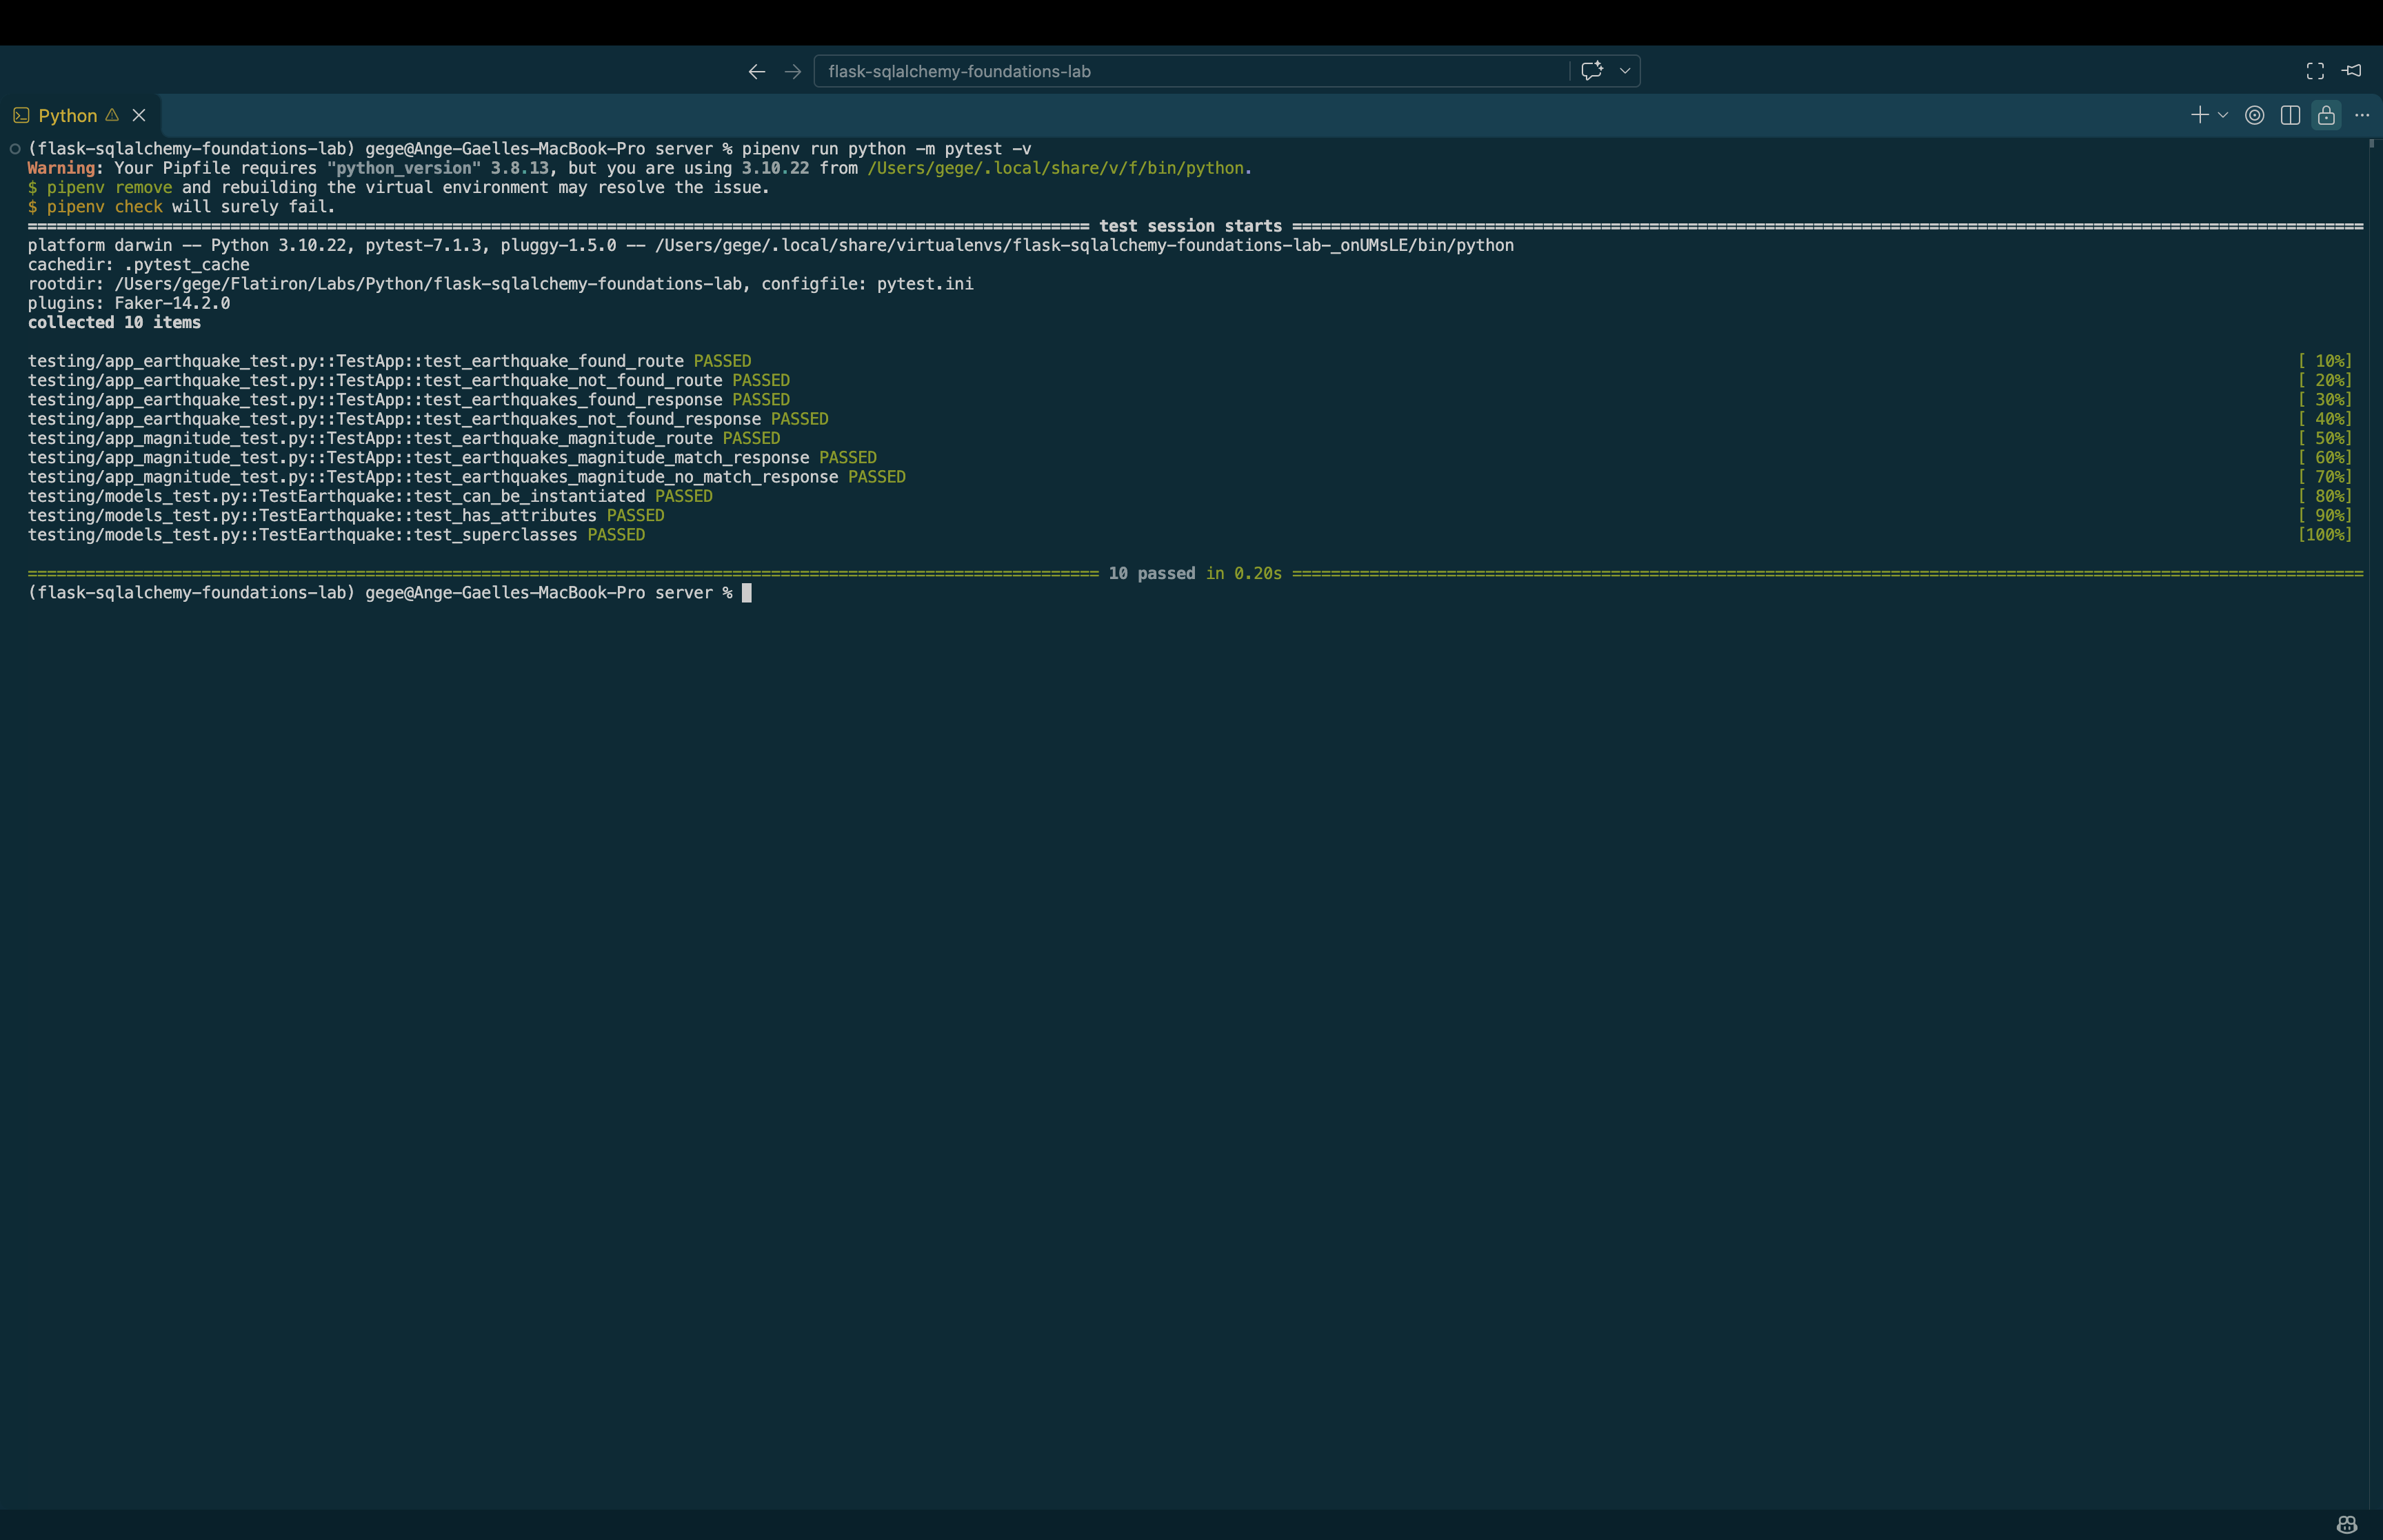 flask-sqlalchemy-foundations-lab
Python
(flask-sqlalchemy-foundations-lab) gege@Ange-Gaelles-MacBook-Pro server % pipenv run python -m pytest -v
Warning: Your Pipfile requires "python_version" 3.8.13, but you are using 3.10.22 from /Users/gege/.local/share/v/f/bin/python.
$ pipenv remove and rebuilding the virtual environment may resolve the issue.
$ pipenv check will surely fail.
test session starts
platform darwin -- Python 3.10.22, pytest-7.1.3, pluggy-1.5.0 -- /Users/gege/.local/share/virtualenvs/flask-sqlalchemy-foundations-lab-_onUMsLE/bin/python
cachedir: .pytest_cache
rootdir: /Users/gege/Flatiron/Labs/Python/flask-sqlalchemy-foundations-lab, configfile: pytest.ini
plugins: Faker-14.2.0
collected 10 items
testing/app_earthquake_test.py::TestApp::test_earthquake_found_route PASSED [ 10%]
testing/app_earthquake_test.py::TestApp::test_earthquake_not_found_route PASSED [ 20%]
testing/app_earthquake_test.py::TestApp::test_earthquakes_found_response PASSED [ 30%]
testing/app_earthquake_test.py::TestApp::test_earthquakes_not_found_response PASSED [ 40%]
testing/app_magnitude_test.py::TestApp::test_earthquake_magnitude_route PASSED [ 50%]
testing/app_magnitude_test.py::TestApp::test_earthquakes_magnitude_match_response PASSED [ 60%]
testing/app_magnitude_test.py::TestApp::test_earthquakes_magnitude_no_match_response PASSED [ 70%]
testing/models_test.py::TestEarthquake::test_can_be_instantiated PASSED [ 80%]
testing/models_test.py::TestEarthquake::test_has_attributes PASSED [ 90%]
testing/models_test.py::TestEarthquake::test_superclasses PASSED [100%]
10 passed in 0.20s
(flask-sqlalchemy-foundations-lab) gege@Ange-Gaelles-MacBook-Pro server %